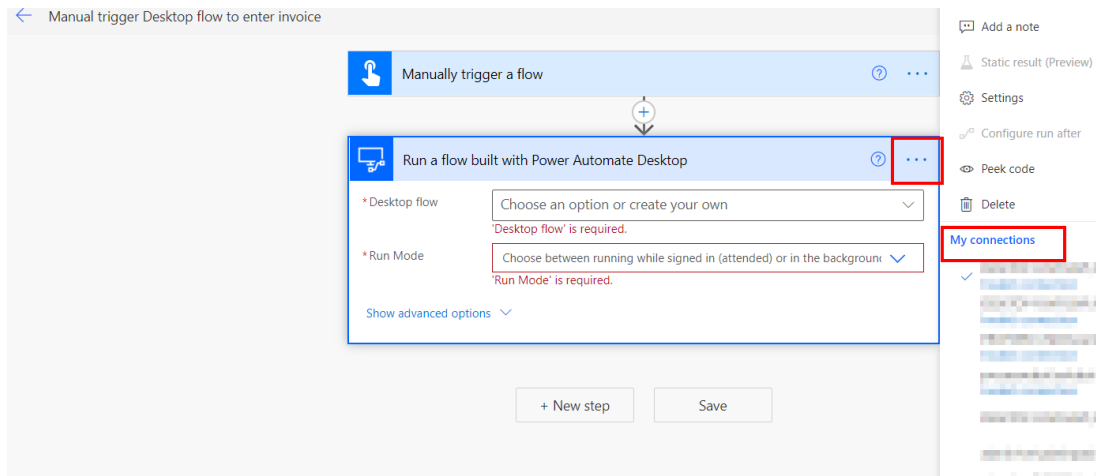 Manual trigger Desktop flow to enter invoice
Manually trigger a flow
Run a flow built with Power Automate Desktop
* Desktop flow
Choose an option or create your own
'Desktop flow' is required.
* Run Mode
Choose between running while signed in (attended) or in the background
'Run Mode' is required.
Show advanced options
+ New step
Save
Add a note
Static result (Preview)
Settings
Configure run after
Peek code
Delete
My connections